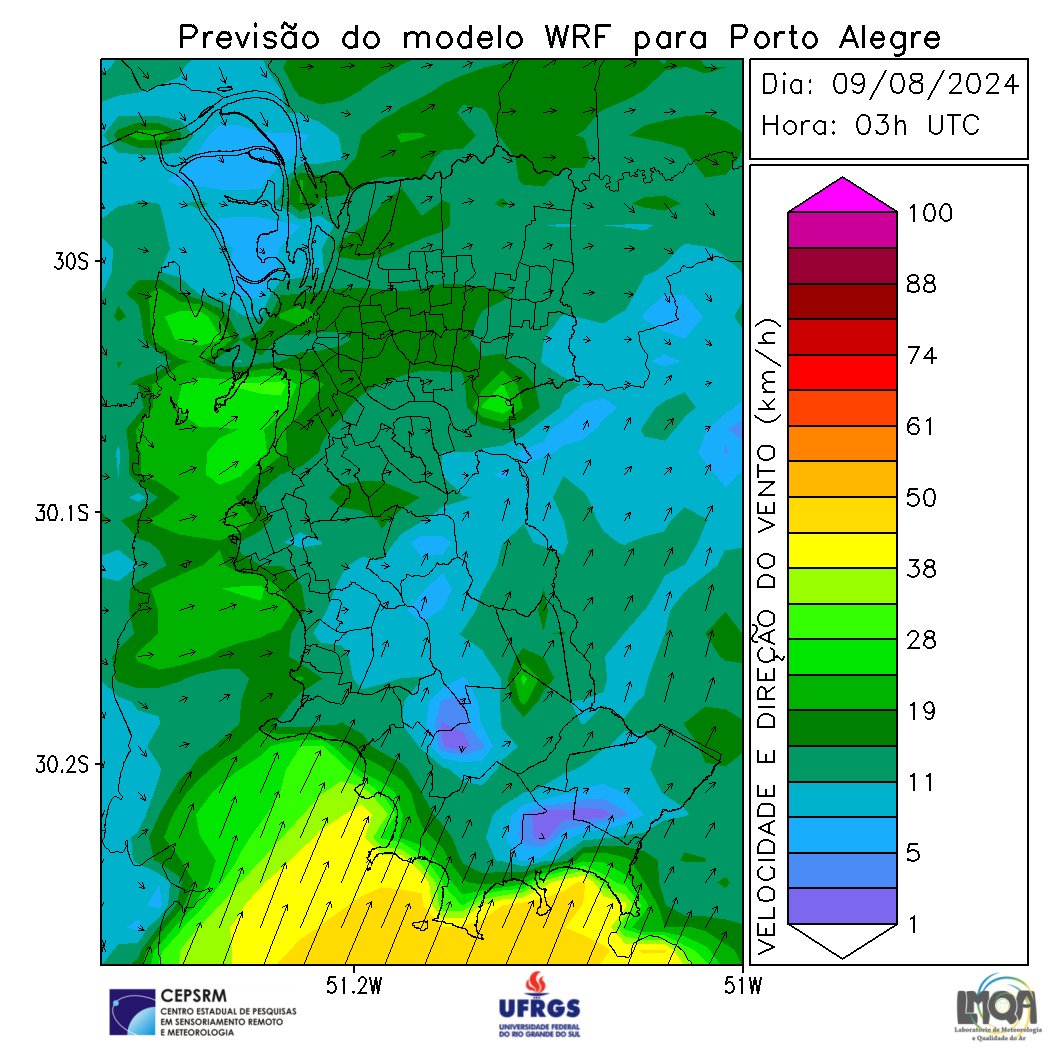 Previsão do modelo WRF para Porto Alegre
Dia: 09/08/2024
Hora: 03h UTC
30S
30.1S
30.2S
51.2W
51W
VELOCIDADE E DIREÇÃO DO VENTO (km/h)
100
88
74
61
50
38
28
19
11
5
1
CEPSRM
CENTRO ESTADUAL DE PESQUISAS
EM SENSORIAMENTO REMOTO
E METEOROLOGIA
UFRGS
UNIVERSIDADE FEDERAL
DO RIO GRANDE DO SUL
LMQA
Laboratório de Meteorologia
e Qualidade do Ar